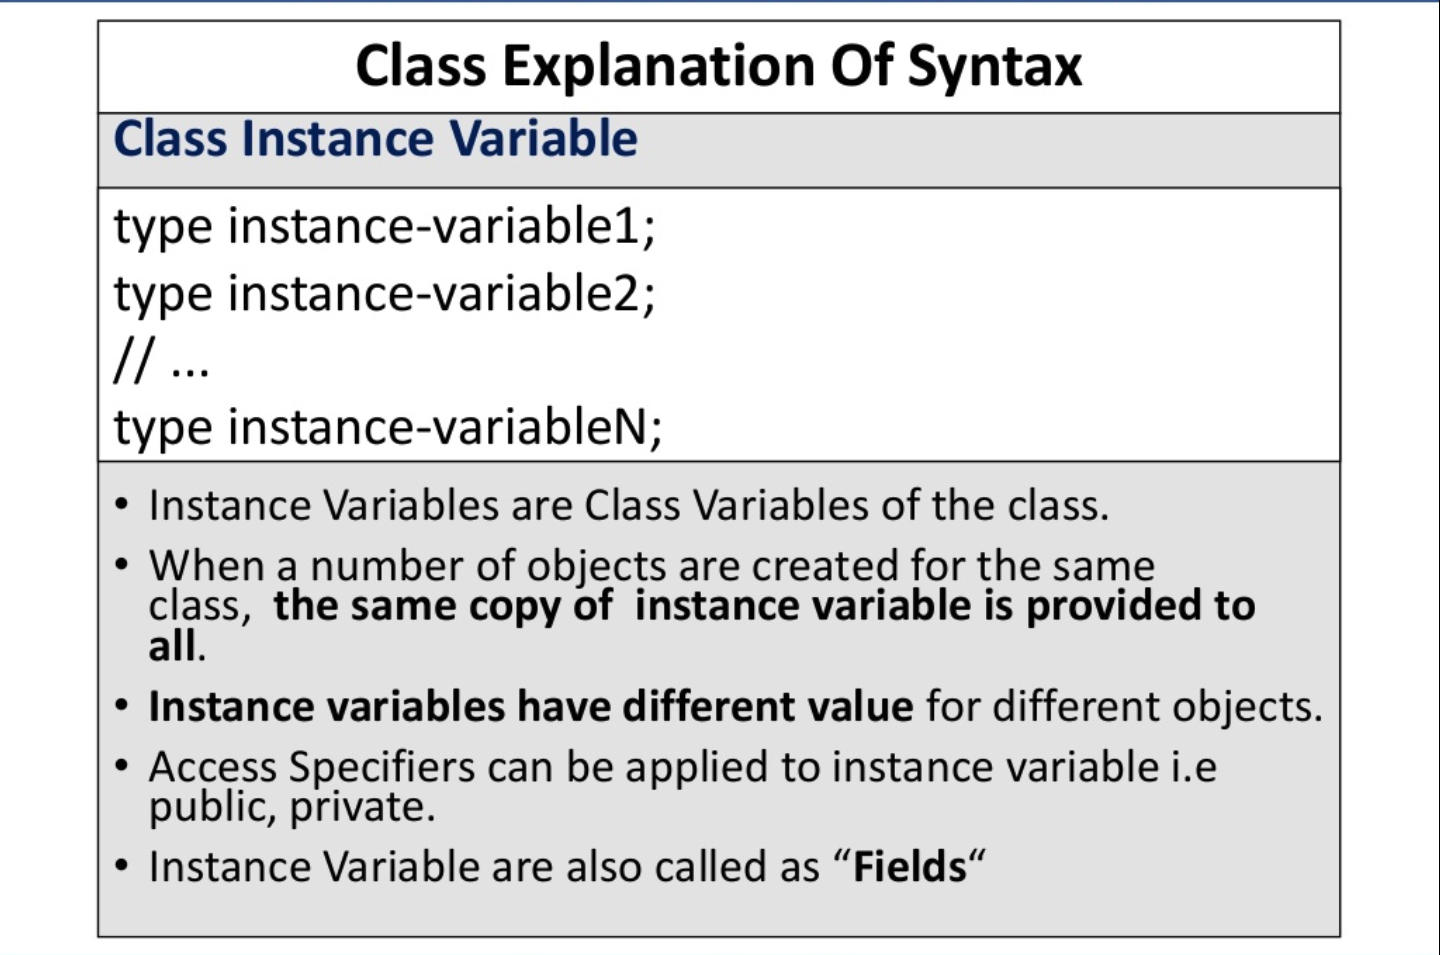 Class Explanation Of Syntax
Class Instance Variable
type instance-variable1;
type instance-variable2;
// ...
type instance-variableN;
• Instance Variables are Class Variables of the class.
• When a number of objects are created for the same
class,  the same copy of  instance variable is provided to
all.
• Instance variables have different value for different objects.
• Access Specifiers can be applied to instance variable i.e
public, private.
• Instance Variable are also called as “Fields“